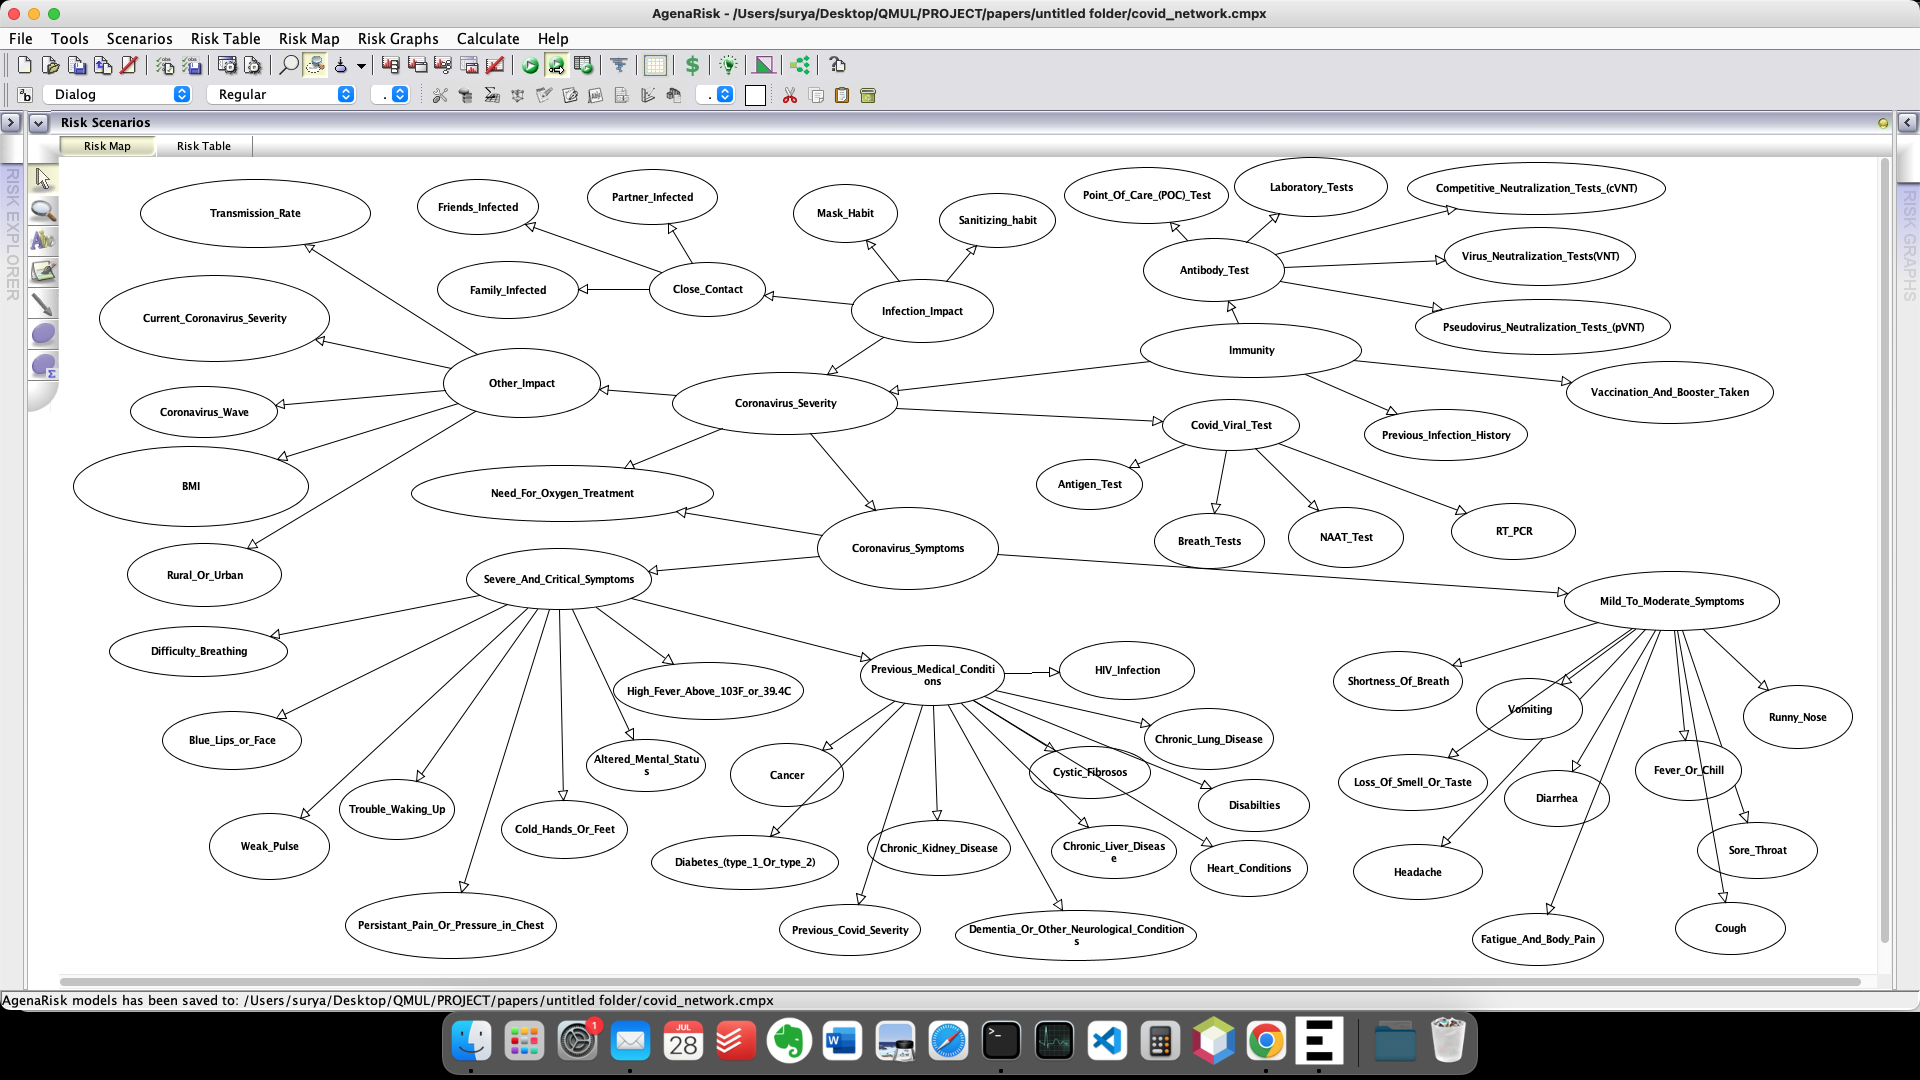 AgenaRisk - /Users/surya/Desktop/QMUL/PROJECT/papers/untitled folder/covid_network.cmpx
File Tools Scenarios Risk Table Risk Map Risk Graphs Calculate Help
Dialog Regular . .
Risk Scenarios
Risk Map Risk Table
RISK EXPLORER
RISK GRAPHS
Transmission_Rate
Friends_Infected
Partner_Infected
Mask_Habit
Sanitizing_habit
Point_Of_Care_(POC)_Test
Laboratory_Tests
Competitive_Neutralization_Tests_(cVNT)
Virus_Neutralization_Tests(VNT)
Antibody_Test
Family_Infected
Close_Contact
Infection_Impact
Current_Coronavirus_Severity
Pseudovirus_Neutralization_Tests_(pVNT)
Immunity
Other_Impact
Vaccination_And_Booster_Taken
Coronavirus_Wave
Coronavirus_Severity
Covid_Viral_Test
Previous_Infection_History
BMI
Need_For_Oxygen_Treatment
Antigen_Test
Breath_Tests
NAAT_Test
RT_PCR
Coronavirus_Symptoms
Rural_Or_Urban
Severe_And_Critical_Symptoms
Mild_To_Moderate_Symptoms
Difficulty_Breathing
High_Fever_Above_103F_or_39.4C
Previous_Medical_Conditi
ons
HIV_Infection
Shortness_Of_Breath
Vomiting
Runny_Nose
Blue_Lips_or_Face
Altered_Mental_Statu
s
Cancer
Cystic_Fibrosos
Chronic_Lung_Disease
Loss_Of_Smell_Or_Taste
Diarrhea
Fever_Or_Chill
Trouble_Waking_Up
Cold_Hands_Or_Feet
Disabilties
Weak_Pulse
Diabetes_(type_1_Or_type_2)
Chronic_Kidney_Disease
Chronic_Liver_Diseas
e
Heart_Conditions
Headache
Sore_Throat
Persistant_Pain_Or_Pressure_in_Chest
Previous_Covid_Severity
Dementia_Or_Other_Neurological_Condition
s
Fatigue_And_Body_Pain
Cough
AgenaRisk models has been saved to: /Users/surya/Desktop/QMUL/PROJECT/papers/untitled folder/covid_network.cmpx
1
JUL
28